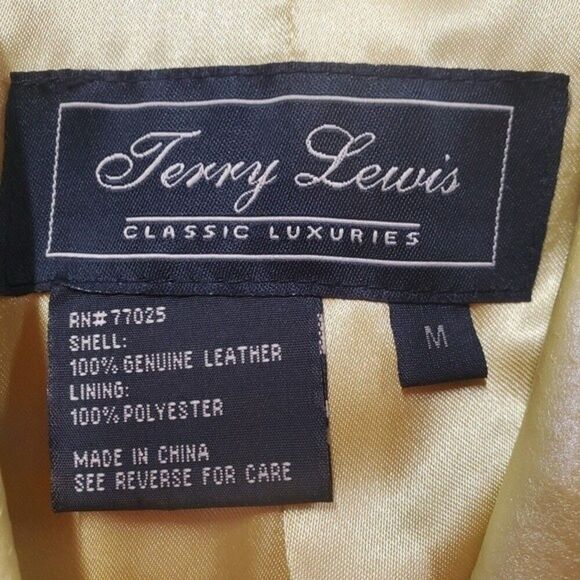 Terry Lewis
CLASSIC LUXURIES
RN#77025
SHELL:
100% GENUINE LEATHER
LINING:
100% POLYESTER
MADE IN CHINA
SEE REVERSE FOR CARE
M